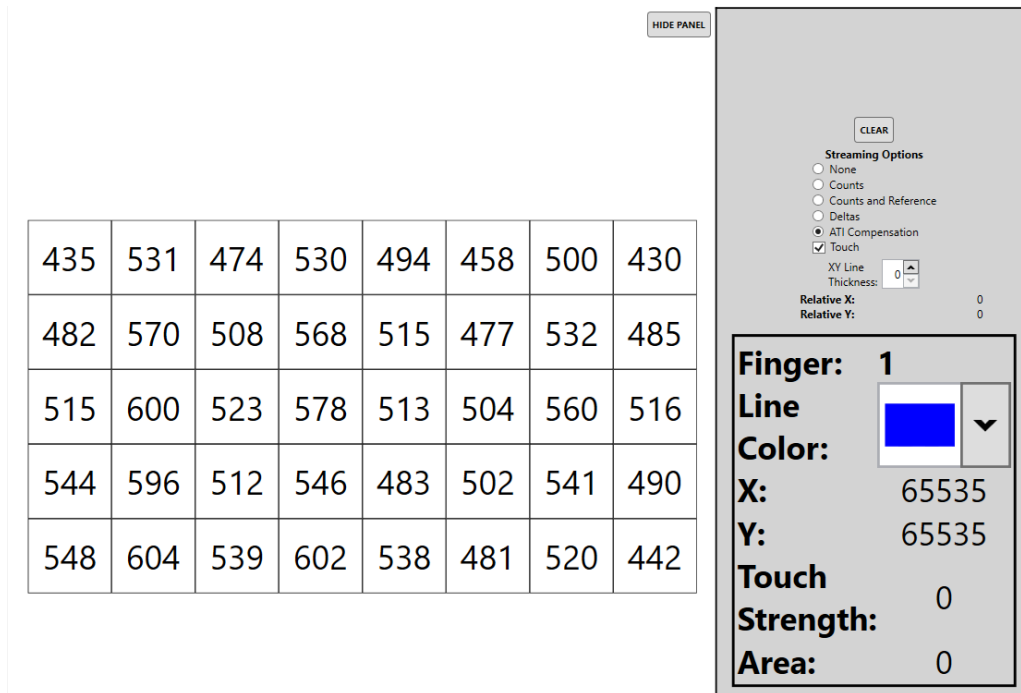 HIDE PANEL
CLEAR
Streaming Options
None
Counts
Counts and Reference
Deltas
ATI Compensation
Touch
XY Line
Thickness: 0
Relative X: 0
Relative Y: 0
435 531 474 530 494 458 500 430
482 570 508 568 515 477 532 485
515 600 523 578 513 504 560 516
544 596 512 546 483 502 541 490
548 604 539 602 538 481 520 442
Finger: 1
Line
Color:
X: 65535
Y: 65535
Touch
Strength: 0
Area: 0